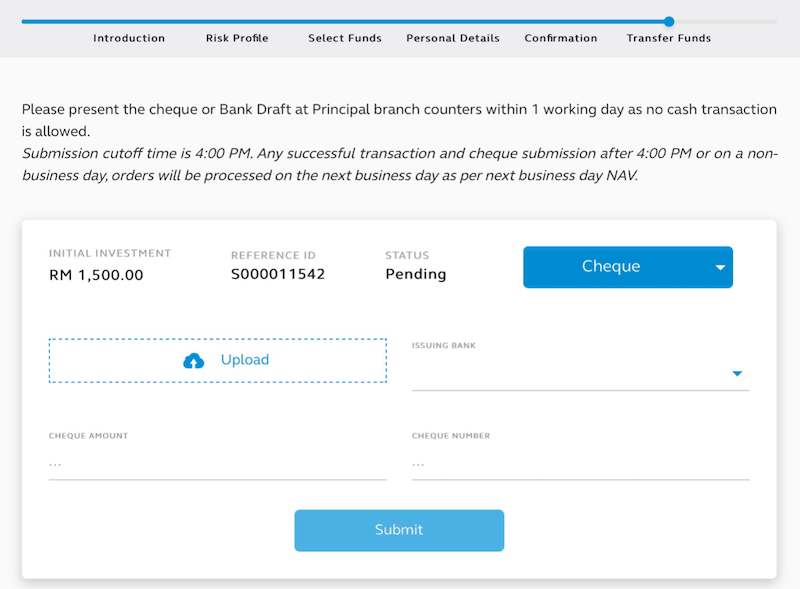 Introduction Risk Profile Select Funds Personal Details Confirmation Transfer Funds
Please present the cheque or Bank Draft at Principal branch counters within 1 working day as no cash transaction
is allowed.
Submission cutoff time is 4:00 PM. Any successful transaction and cheque submission after 4:00 PM or on a non-
business day, orders will be processed on the next business day as per next business day NAV.
INITIAL INVESTMENT REFERENCE ID STATUS
RM 1,500.00 S000011542 Pending
Cheque
Upload
ISSUING BANK
CHEQUE AMOUNT CHEQUE NUMBER
... ...
Submit